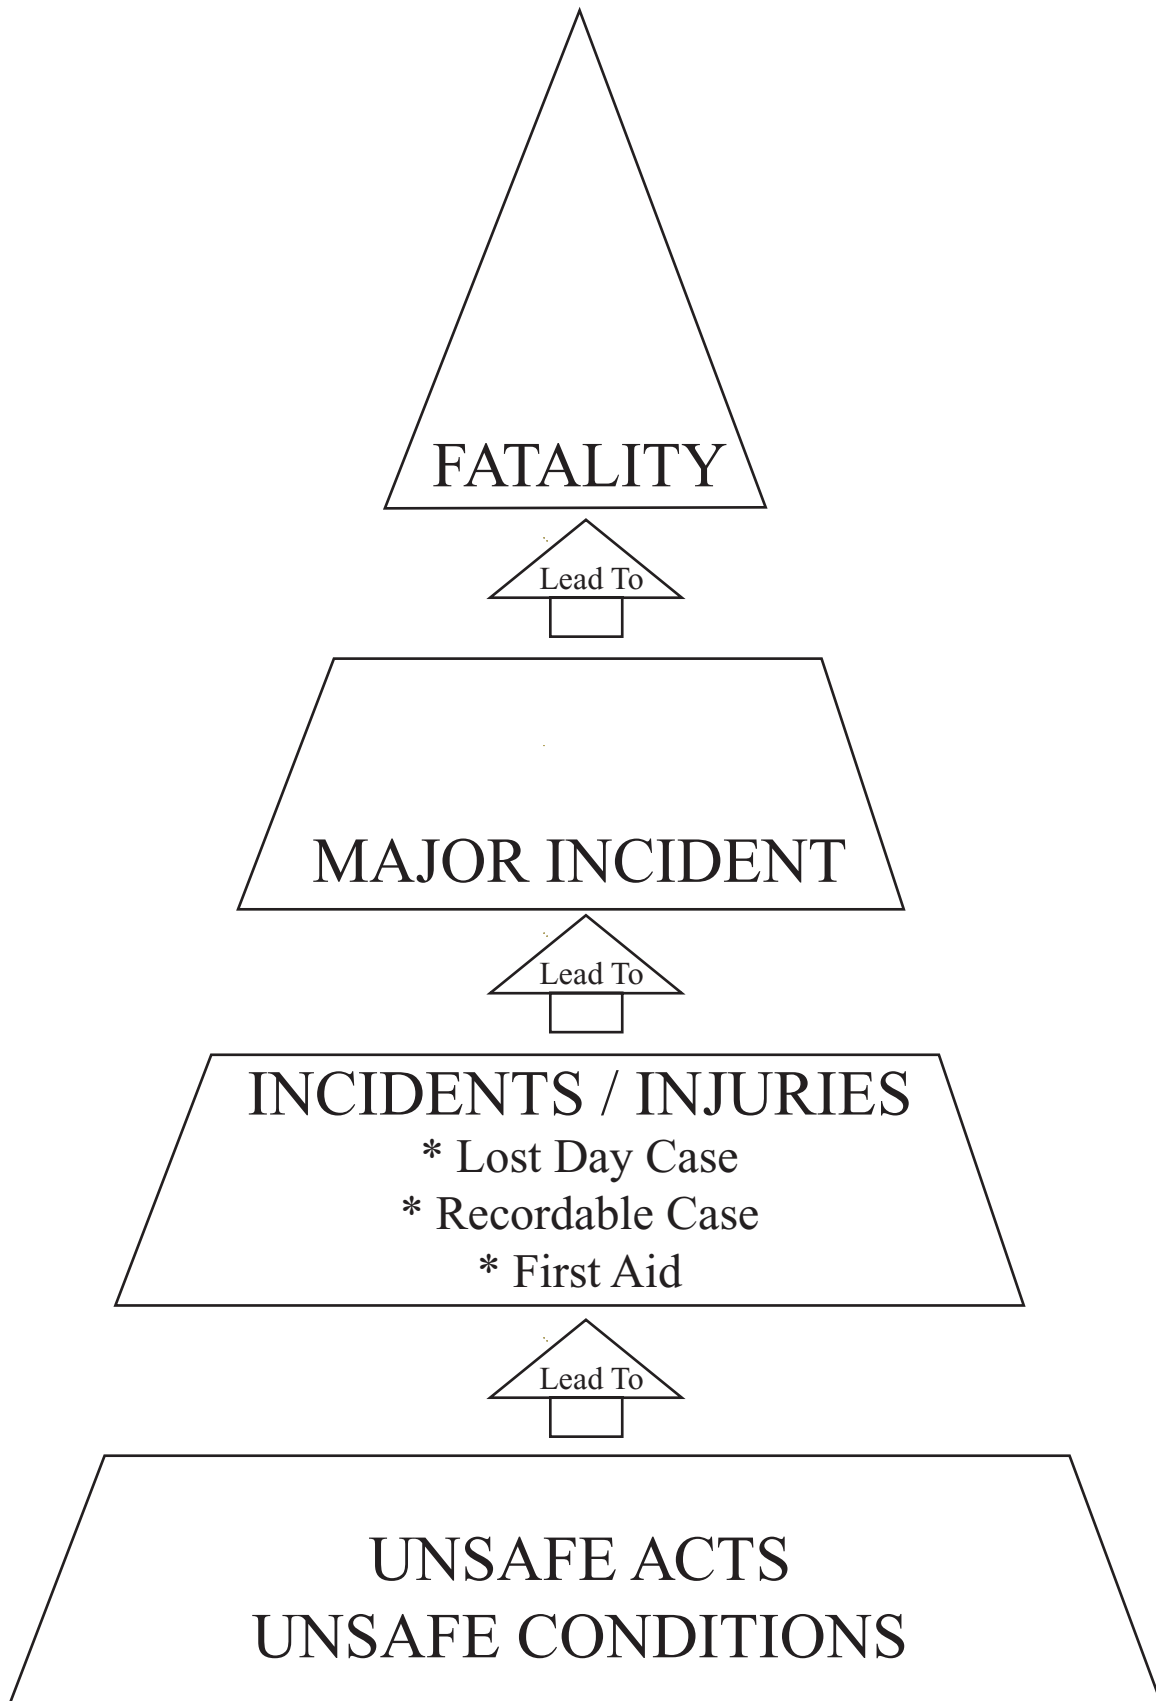 FATALITY
Lead To
MAJOR INCIDENT
Lead To
INCIDENTS / INJURIES
* Lost Day Case
* Recordable Case
* First Aid
Lead To
UNSAFE ACTS
UNSAFE CONDITIONS